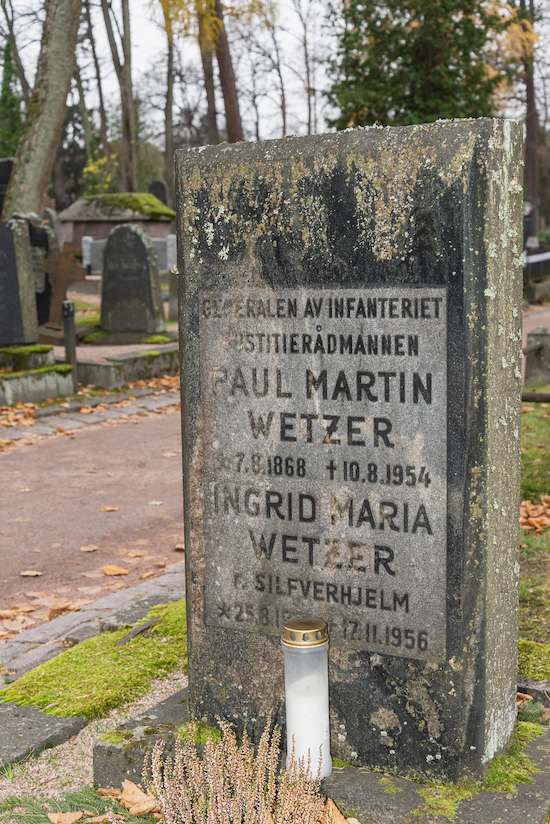 GENERALEN AV INFANTERIET
JUSTITIERÅDMANNEN
PAUL MARTIN
WETZER
* 7.8.1868 ✝ 10.8.1954
INGRID MARIA
WETZER
F. SILFVERHJELM
17.11.1956